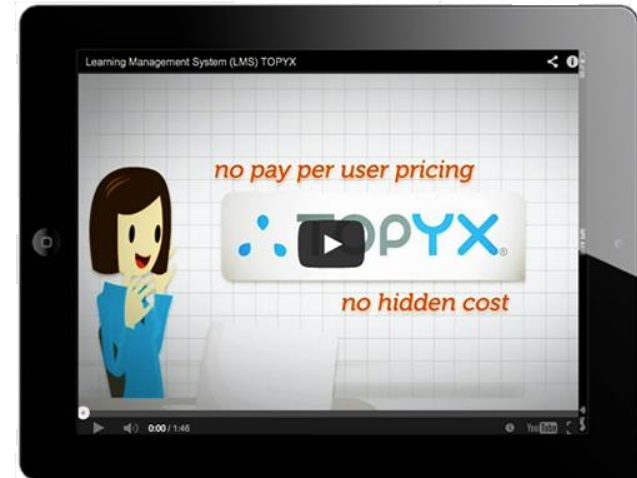 Learning Management System (LMS) TOPYX
no pay per user pricing
TOPYX®
no hidden cost
0:00 / 1:46
YouTube